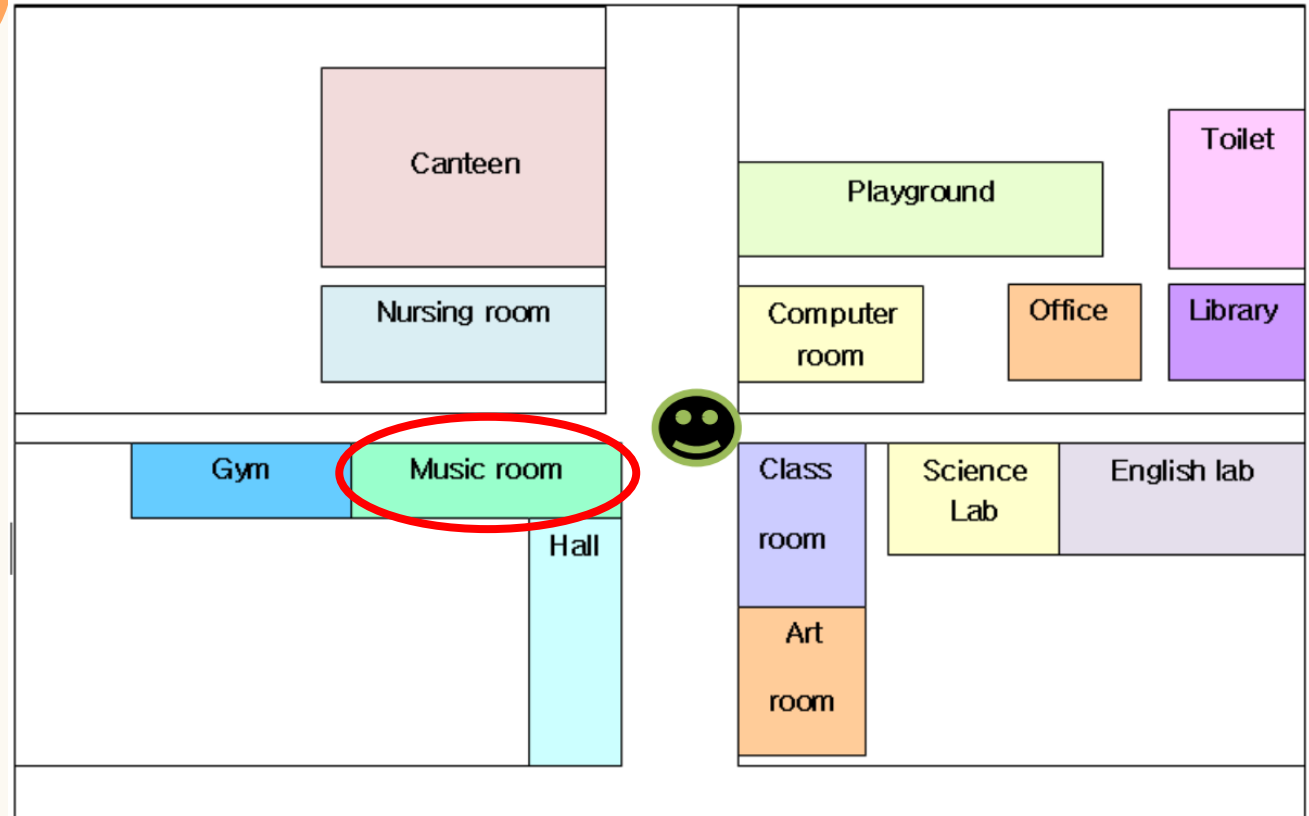 Canteen
Nursing room
Playground
Toilet
Computer
room
Office
Library
Gym
Music room
Hall
Class
room
Science
Lab
English lab
Art
room